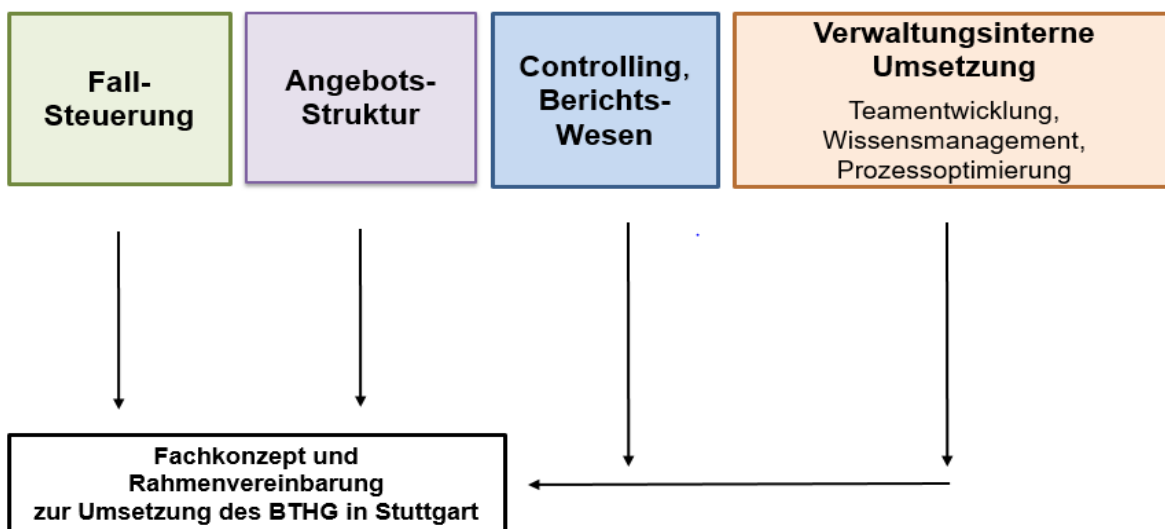 Fall-
Steuerung
Angebots-
Struktur
Controlling,
Berichts-
Wesen
Verwaltungsinterne
Umsetzung
Teamentwicklung,
Wissensmanagement,
Prozessoptimierung
Fachkonzept und
Rahmenvereinbarung
zur Umsetzung des BTHG in Stuttgart